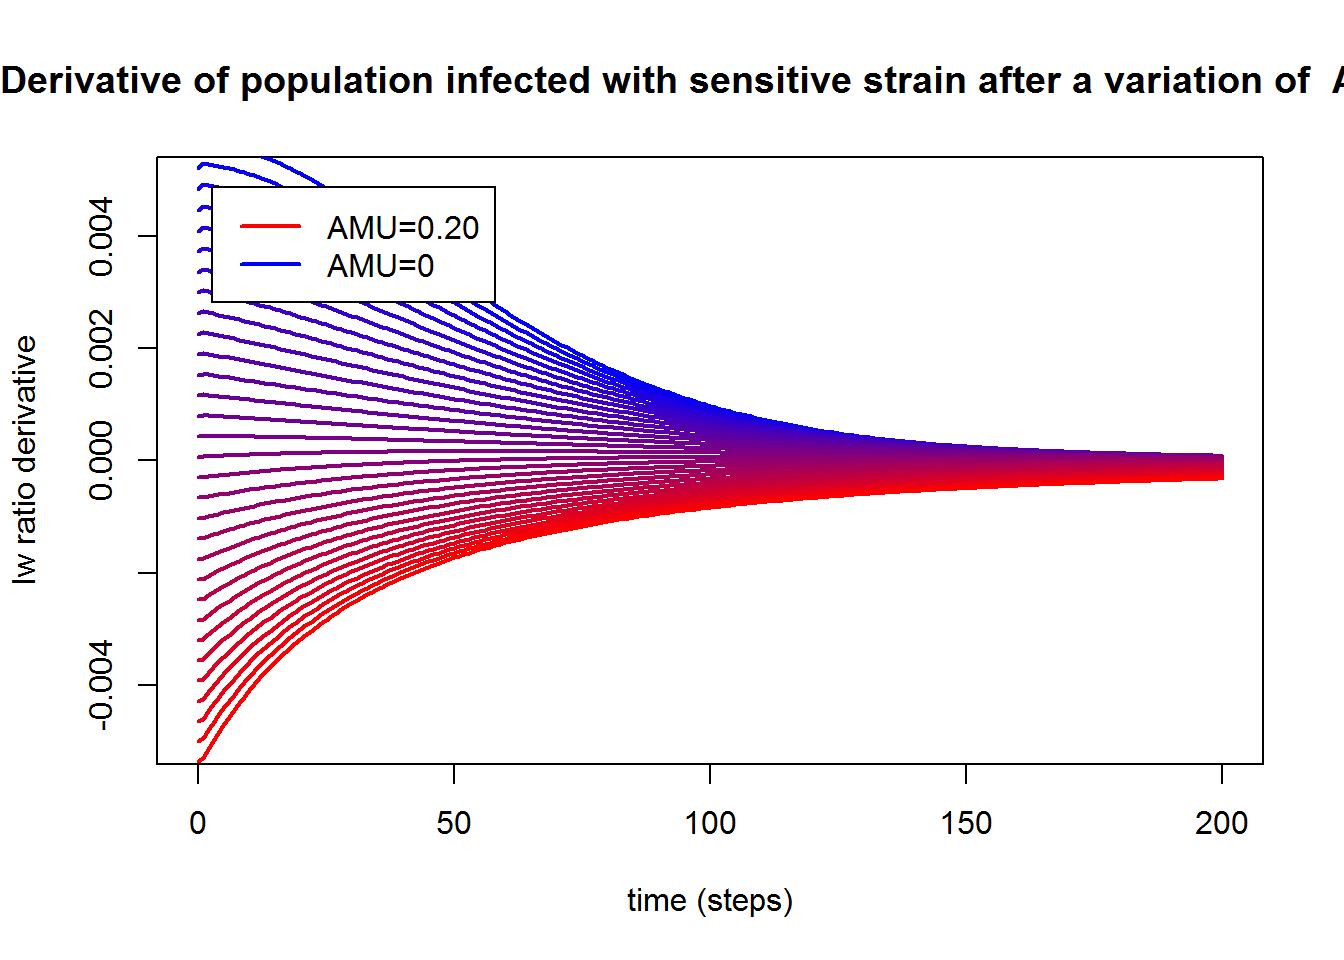 Derivative of population infected with sensitive strain after a variation of
AMU=0.20
AMU=0
Iw ratio derivative
0.004
0.002
0.000
-0.004
0
50
100
150
200
time (steps)